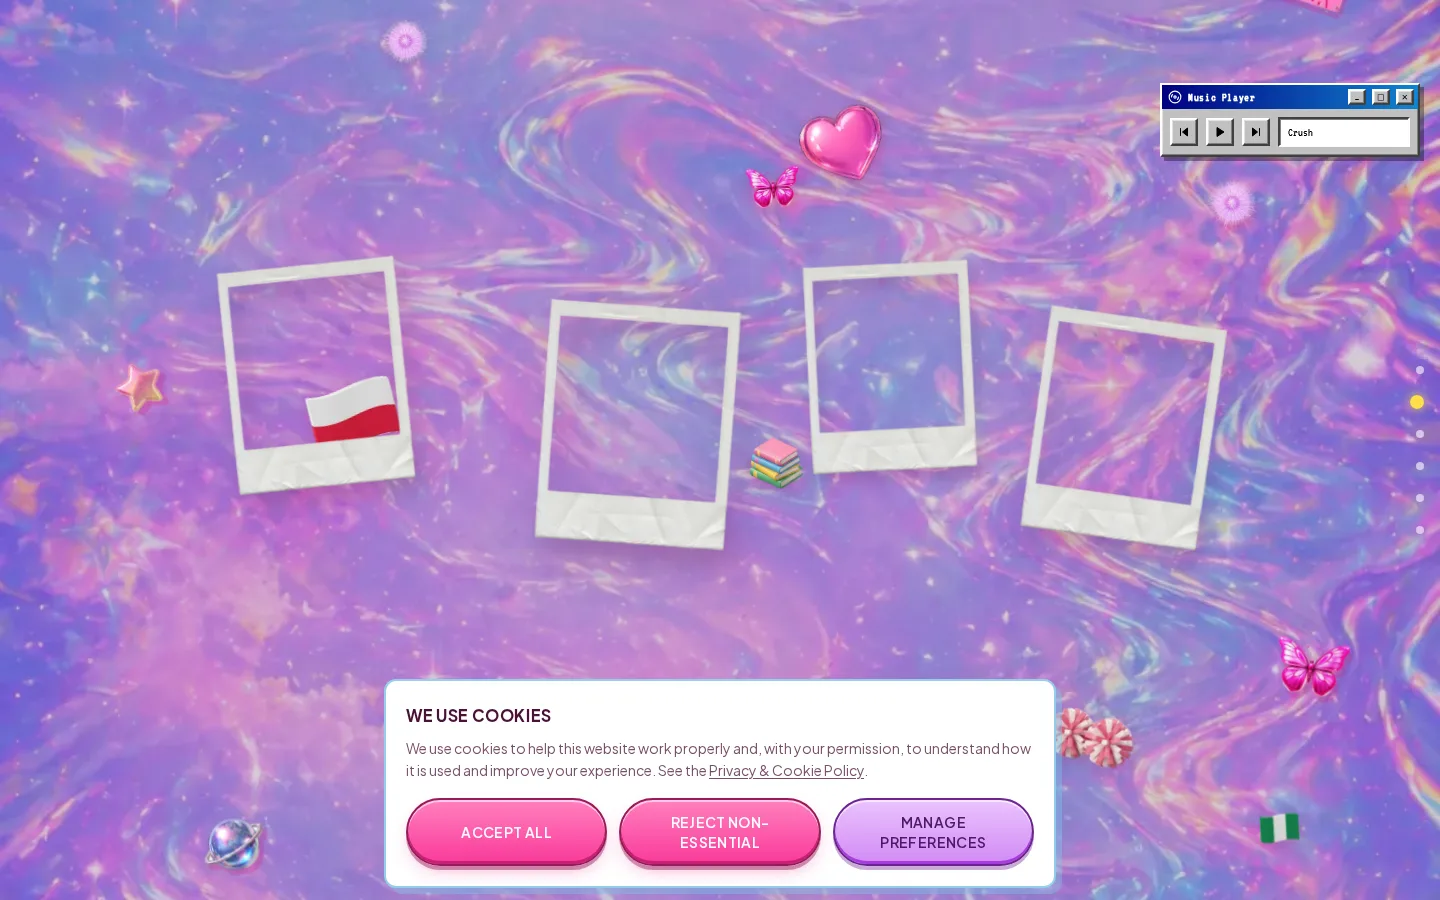 Music Player
Crush
WE USE COOKIES
We use cookies to help this website work properly and, with your permission, to understand how
it is used and improve your experience. See the Privacy & Cookie Policy.
ACCEPT ALL
REJECT NON-
ESSENTIAL
MANAGE
PREFERENCES